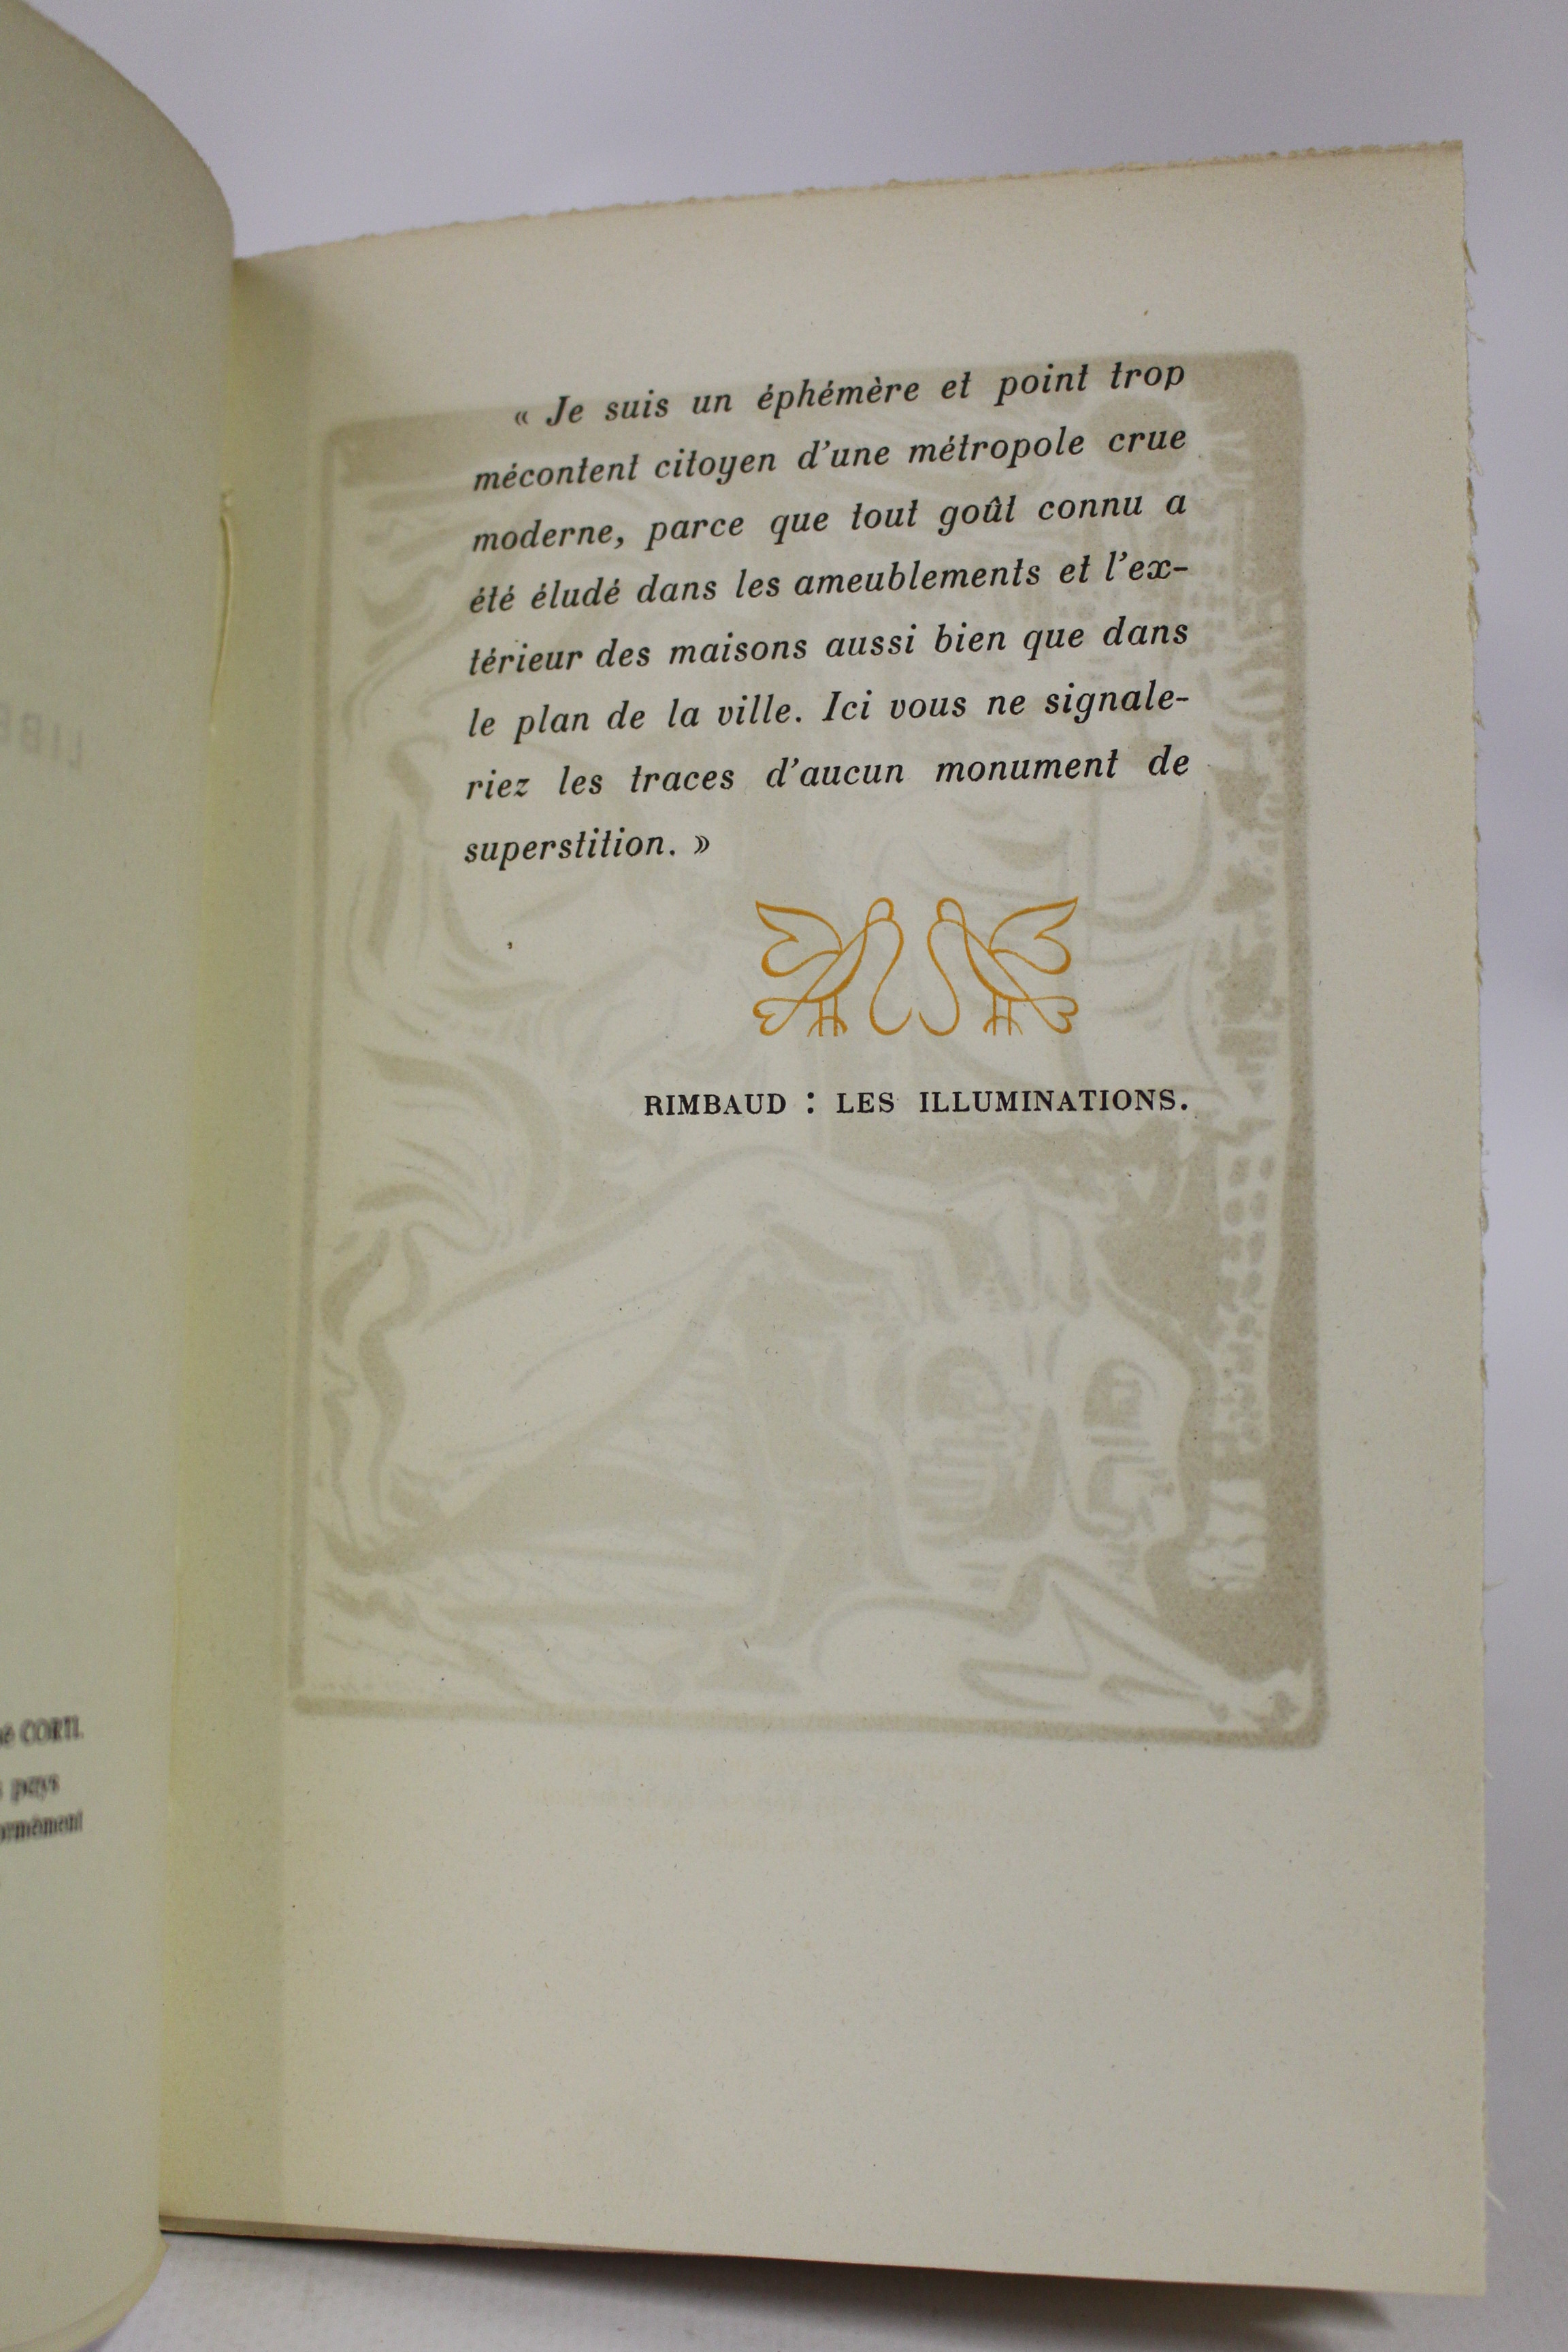 « Je suis un éphémère et point trop
mécontent citoyen d'une métropole crue
moderne, parce que tout goût connu a
été éludé dans les ameublements et l'ex-
térieur des maisons aussi bien que dans
le plan de la ville. Ici vous ne signale-
riez les traces d'aucun monument de
superstition. »
RIMBAUD : LES ILLUMINATIONS.
CORTI.
pays